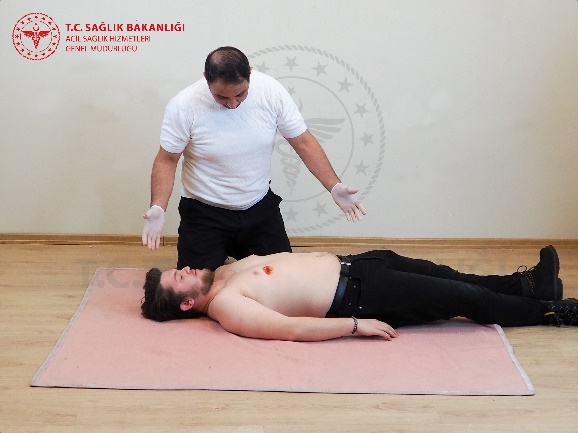 T.C. SAĞLIK BAKANLIĞI
ACİL SAĞLIK HİZMETLERİ
GENEL MÜDÜRLÜĞÜ